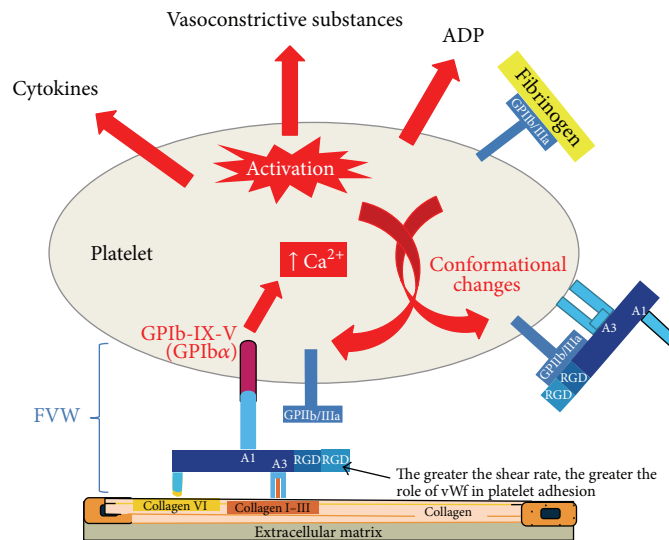 Vasoconstrictive substances
ADP
Cytokines
Fibrinogen
GPIIb/IIIa
Activation
Platelet
↑ Ca²⁺
Conformational
changes
GPIb-IX-V
(GPIbα)
A1
A3
GPIIb/IIIa
RGD
RGD
FVW
GPIIb/IIIa
A1
A3
RGD
RGD
The greater the shear rate, the greater the
role of vWf in platelet adhesion
Collagen VI
Collagen I–III
Collagen
Extracellular matrix